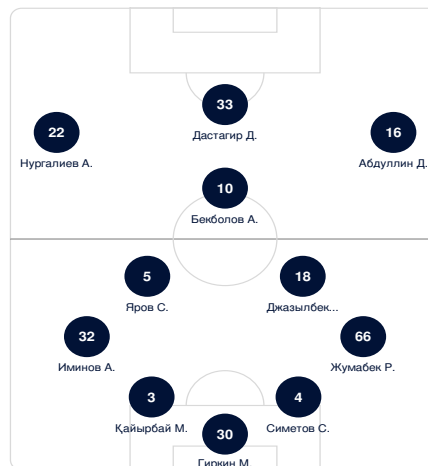 33
Дастагир Д.
22
Нургалиев А.
16
Абдуллин Д.
10
Бекболов А.
5
Яров С.
18
Джазылбек...
32
Иминов А.
66
Жумабек Р.
3
Қайырбай М.
4
Симетов С.
30
Гиркин М.